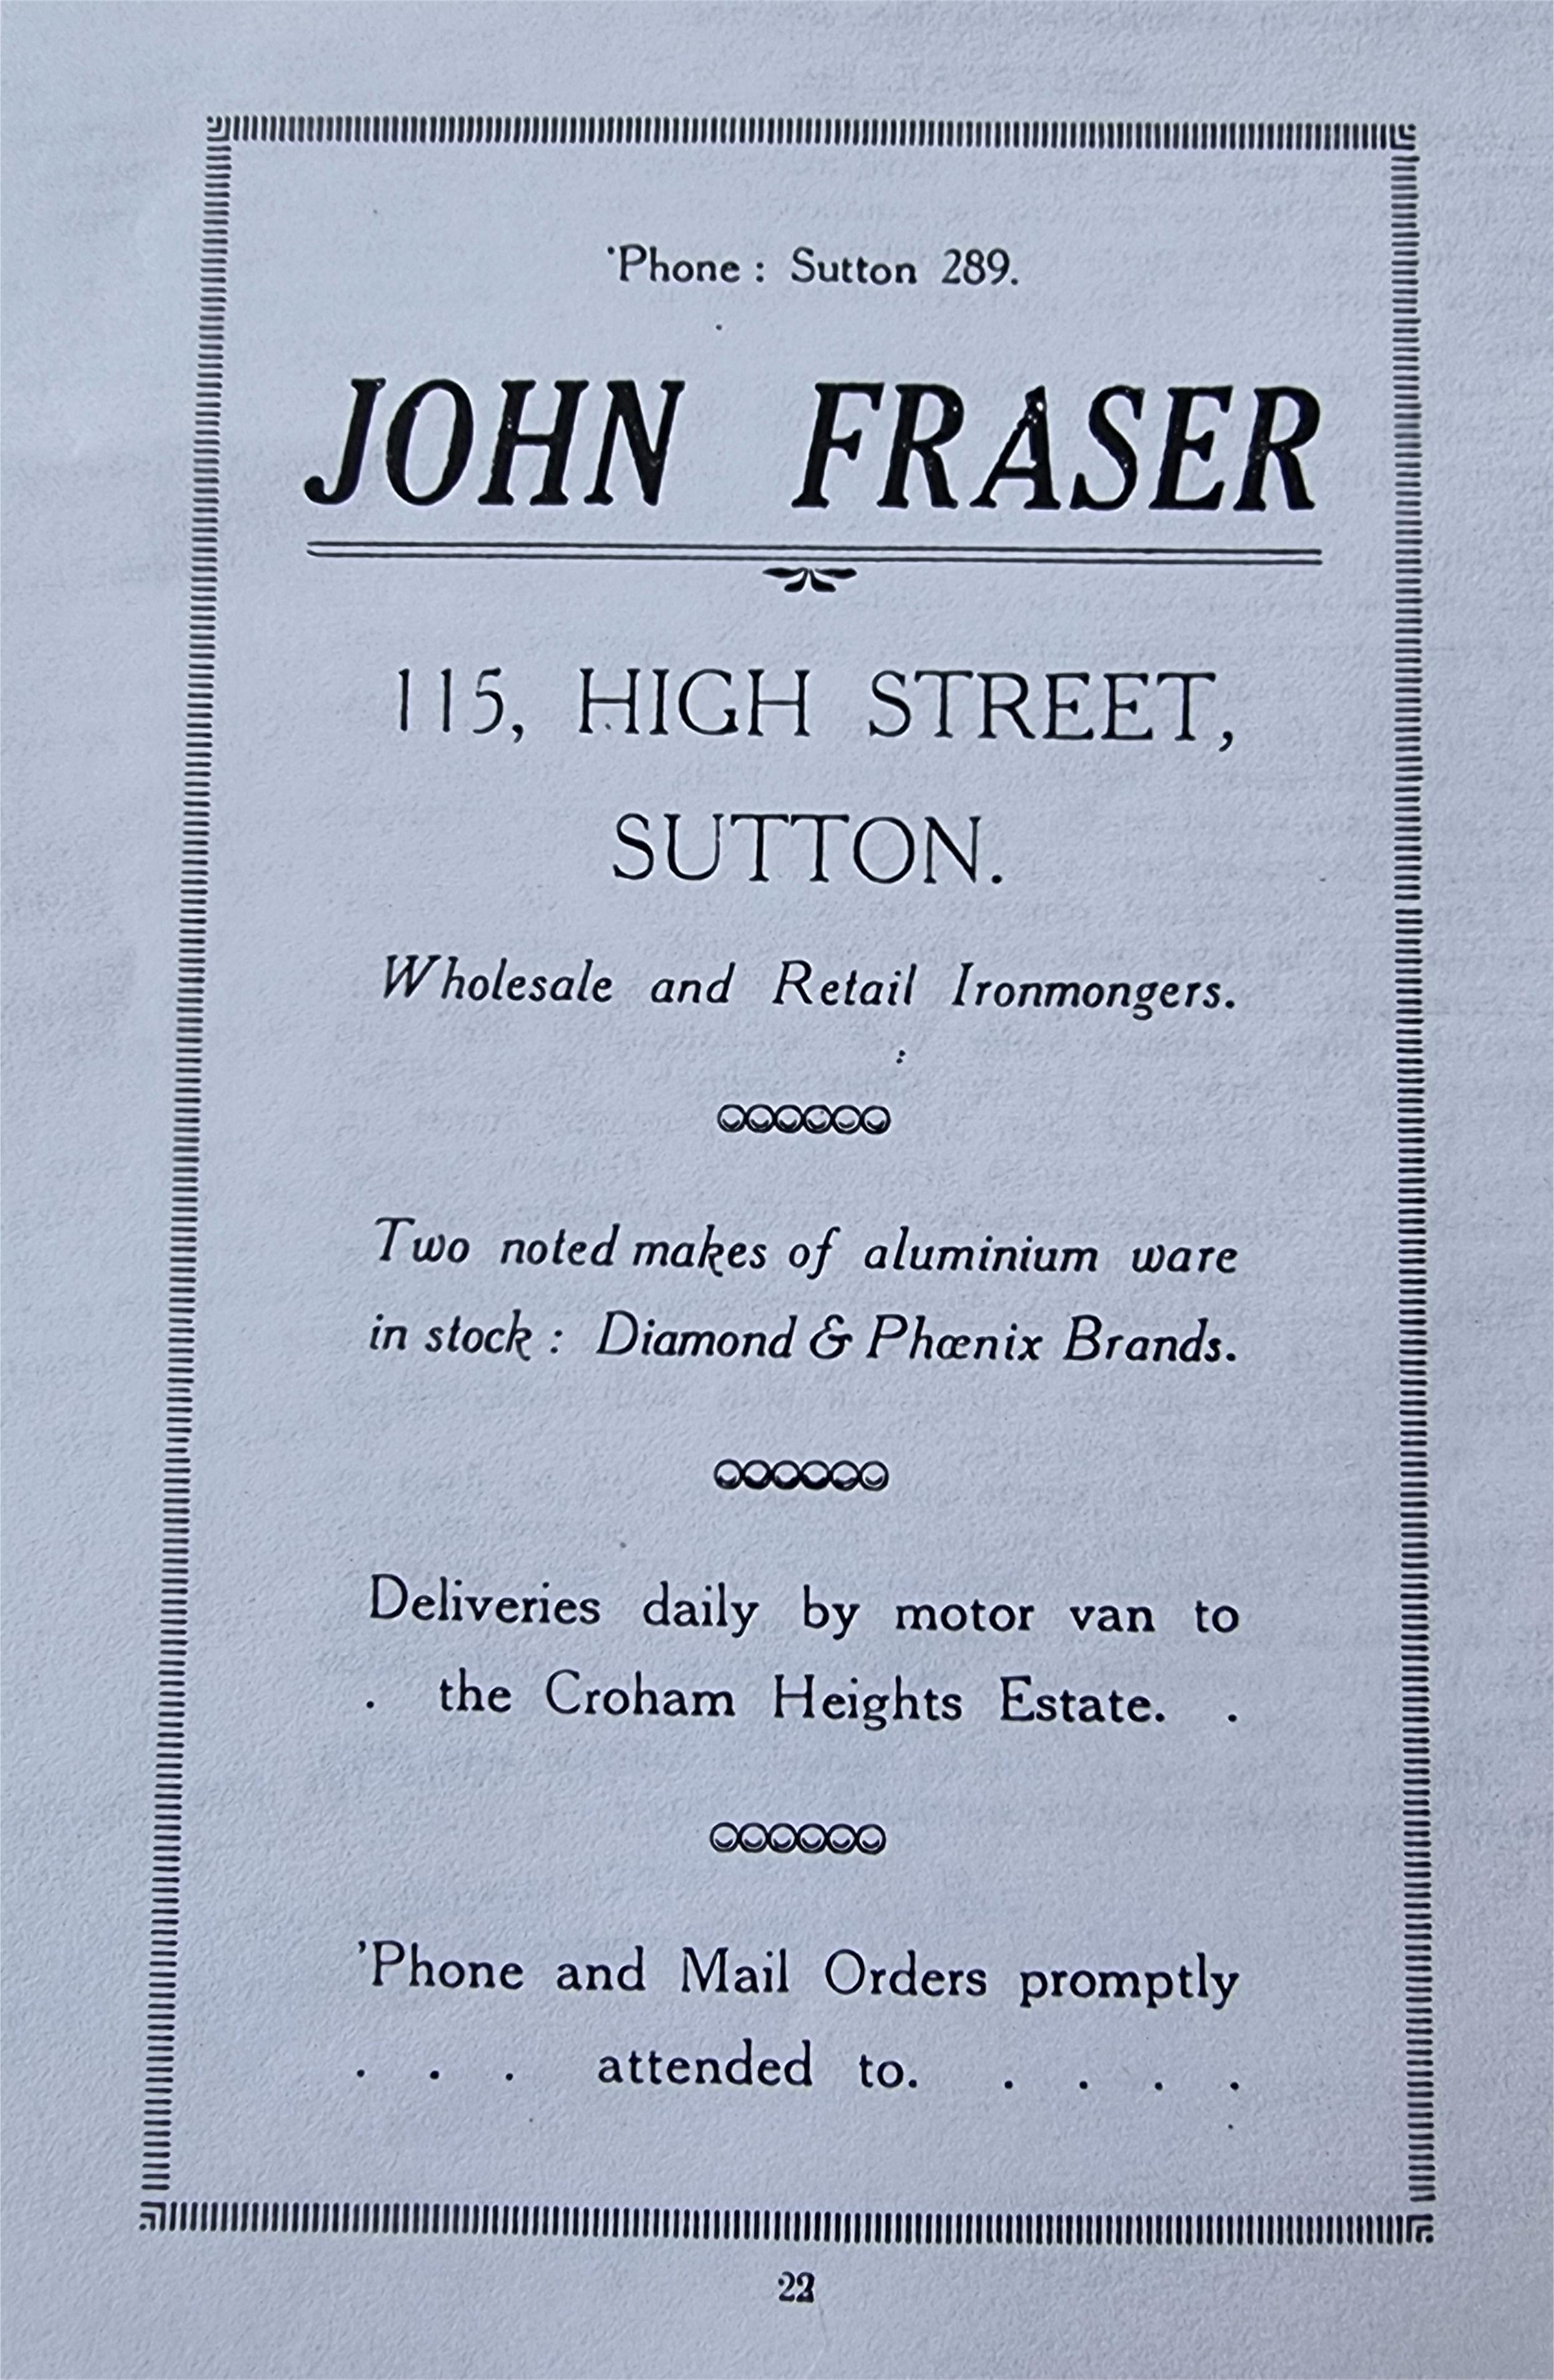 'Phone : Sutton 289.
JOHN FRASER
115, HIGH STREET,
SUTTON.
Wholesale and Retail Ironmongers.
Two noted makes of aluminium ware
in stock : Diamond & Phœnix Brands.
Deliveries daily by motor van to
. the Croham Heights Estate. .
'Phone and Mail Orders promptly
. . . attended to. . . . .